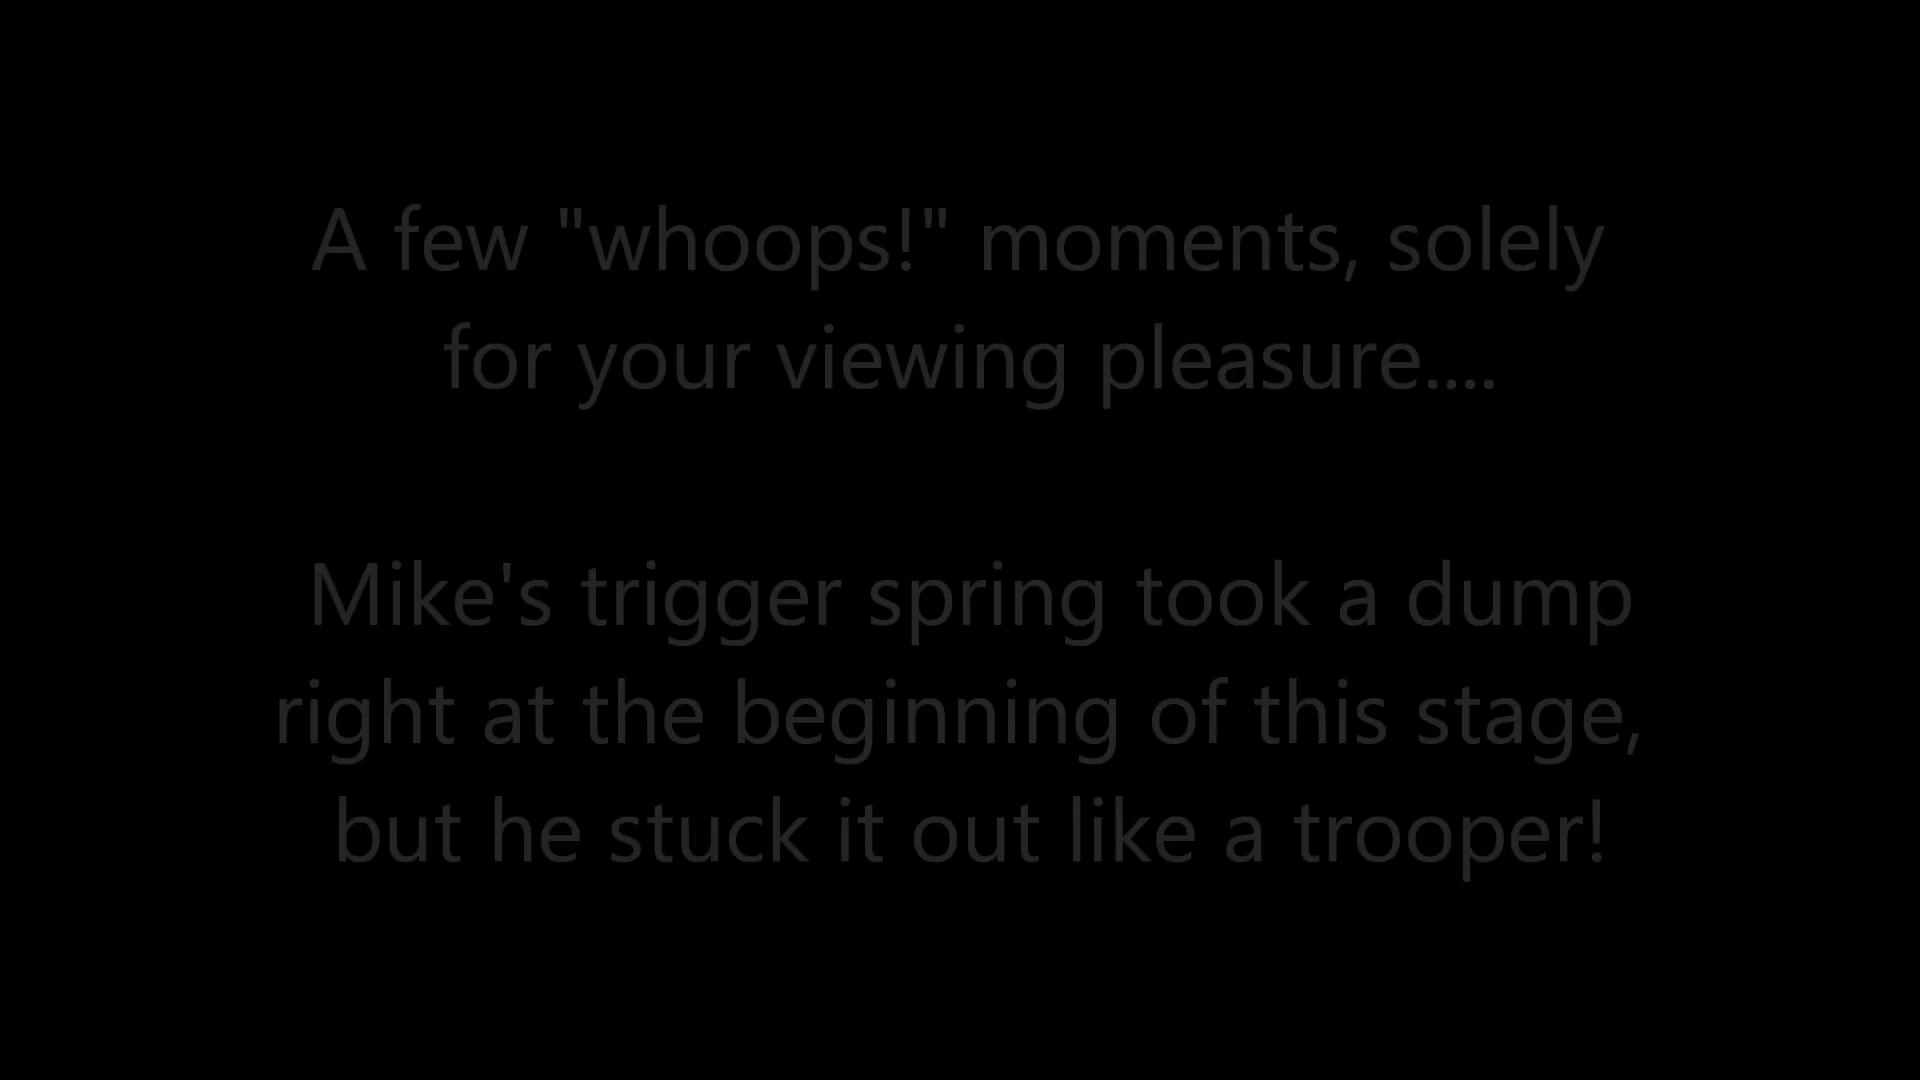 A few "whoops!" moments, solely
for your viewing pleasure....
Mike's trigger spring took a dump
right at the beginning of this stage,
but he stuck it out like a trooper!